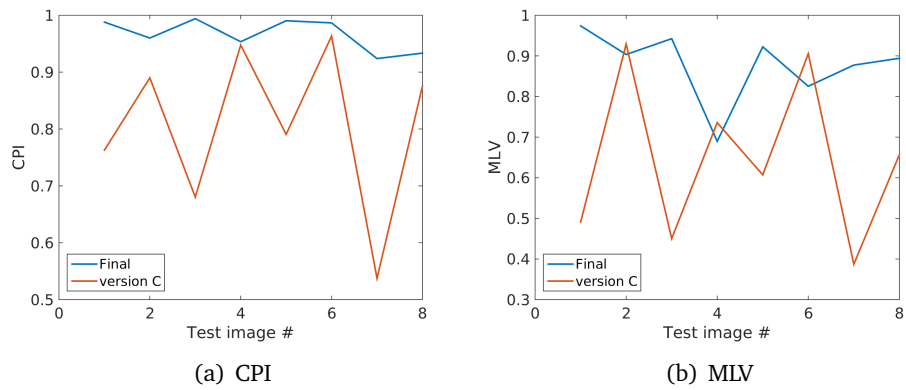 1
0.9
0.8
0.7
0.6
0.5
CPI
Final
version C
0 2 4 6 8
Test image #
(a) CPI
1
0.9
0.8
0.7
0.6
0.5
0.4
0.3
MLV
Final
version C
0 2 4 6 8
Test image #
(b) MLV